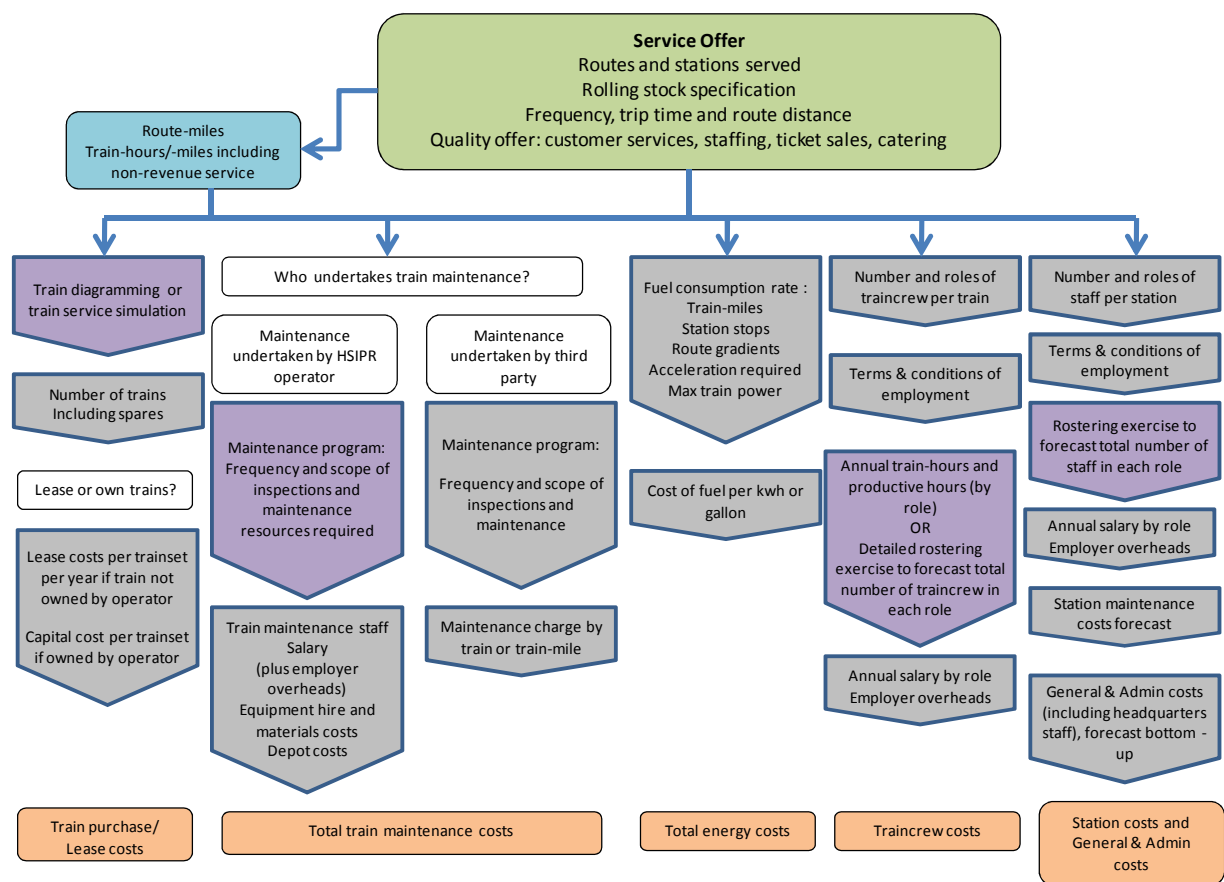 Service Offer
Routes and stations served
Rolling stock specification
Frequency, trip time and route distance
Quality offer: customer services, staffing, ticket sales, catering
Route-miles
Train-hours/-miles including
non-revenue service
Train diagramming or
train service simulation
Number of trains
Including spares
Lease or own trains?
Lease costs per trainset
per year if train not
owned by operator
Capital cost per trainset
if owned by operator
Train purchase/
Lease costs
Who undertakes train maintenance?
Maintenance
undertaken by HSIPR
operator
Maintenance program:
Frequency and scope of
inspections and
maintenance
resources required
Train maintenance staff
Salary
(plus employer
overheads)
Equipment hire and
materials costs
Depot costs
Maintenance
undertaken by third
party
Maintenance program:
Frequency and scope of
inspections and
maintenance
Maintenance charge by
train or train-mile
Total train maintenance costs
Fuel consumption rate :
Train-miles
Station stops
Route gradients
Acceleration required
Max train power
Cost of fuel per kwh or
gallon
Total energy costs
Number and roles of
traincrew per train
Terms & conditions of
employment
Annual train-hours and
productive hours (by
role)
OR
Detailed rostering
exercise to forecast total
number of traincrew in
each role
Annual salary by role
Employer overheads
Traincrew costs
Number and roles of
staff per station
Terms & conditions of
employment
Rostering exercise to
forecast total number of
staff in each role
Annual salary by role
Employer overheads
Station maintenance
costs forecast
General & Admin costs
(including headquarters
staff), forecast bottom -
up
Station costs and
General & Admin
costs